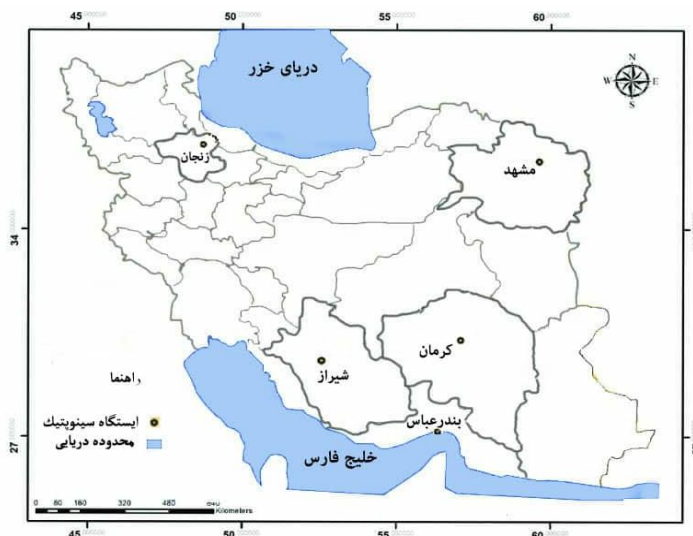 45 50 55 60
دریای خزر
N
W E
S
زنجان
مشهد
34
کرمان
شیراز
راهنما
بندرعباس
ایستگاه سینوپتیک
27
محدوده دریایی
خلیج فارس
0 80 160 320 480
Kilometers
45 50 55 60